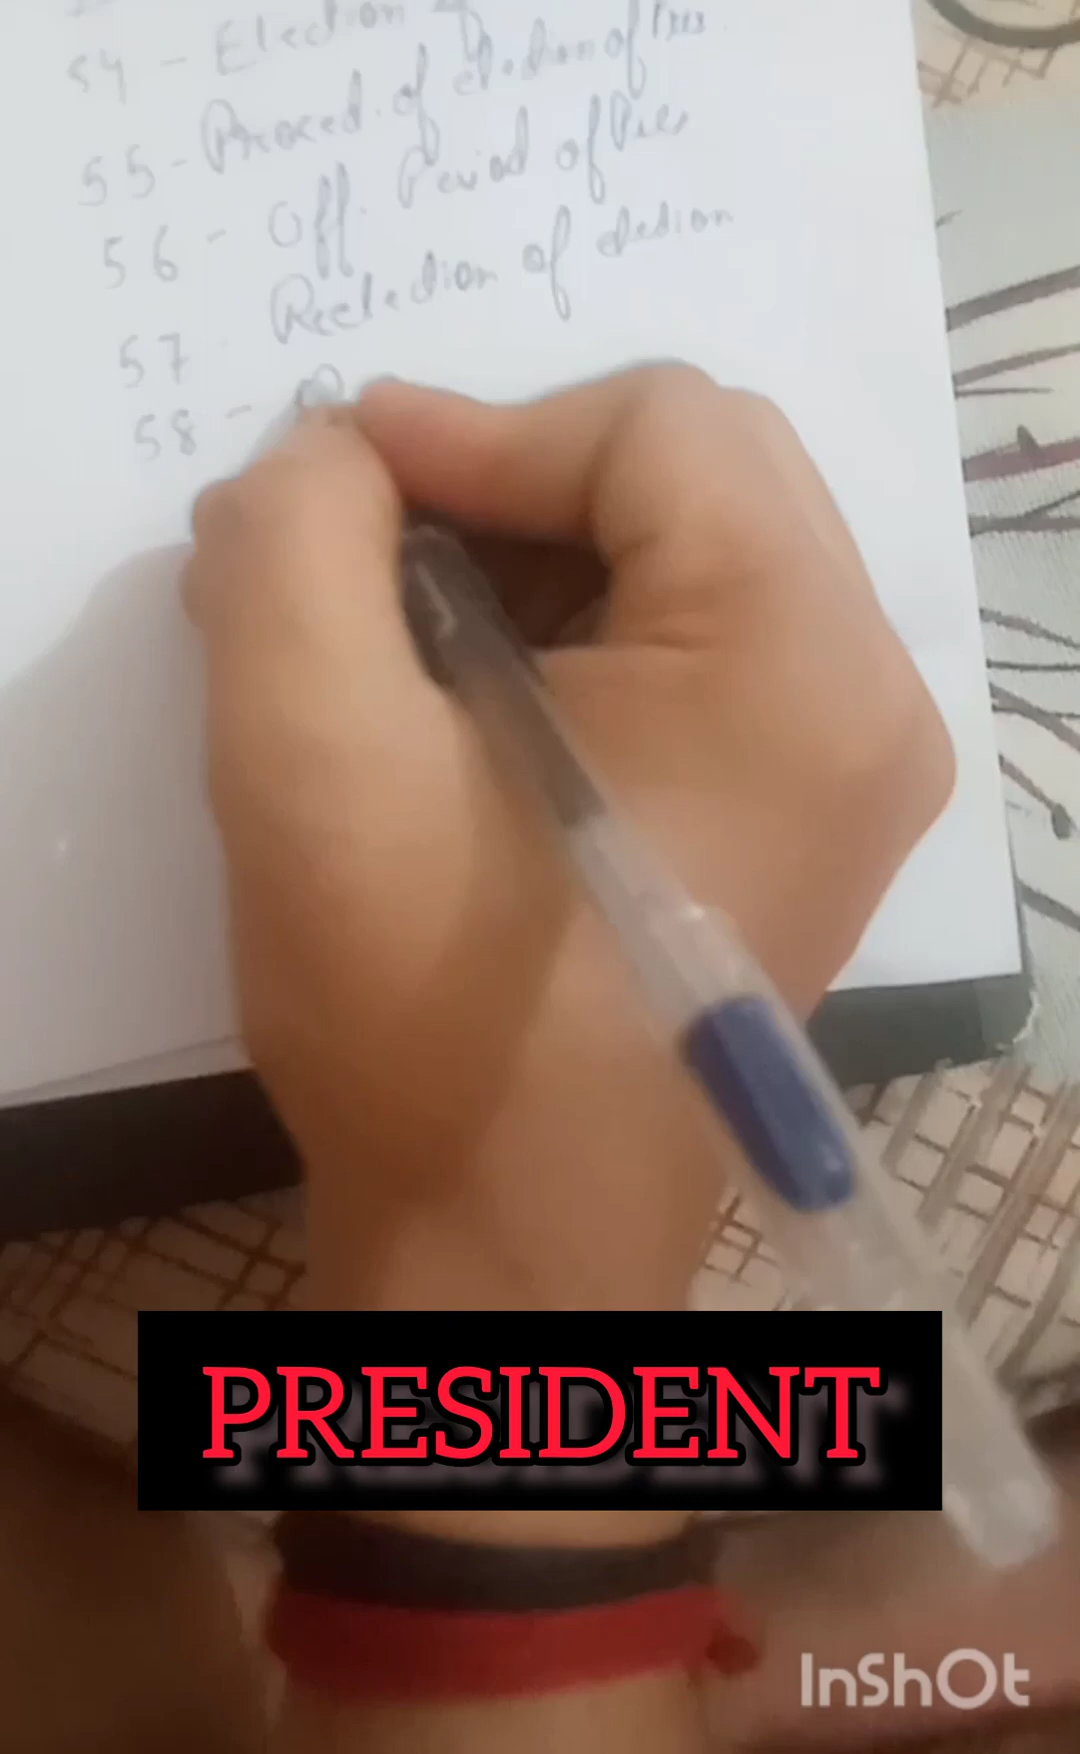 54 - Election of
55 - Proced. of election of Pres.
56 - Off. Period of Pres
57 - Reelection of election
58 -
PRESIDENT
InShOt